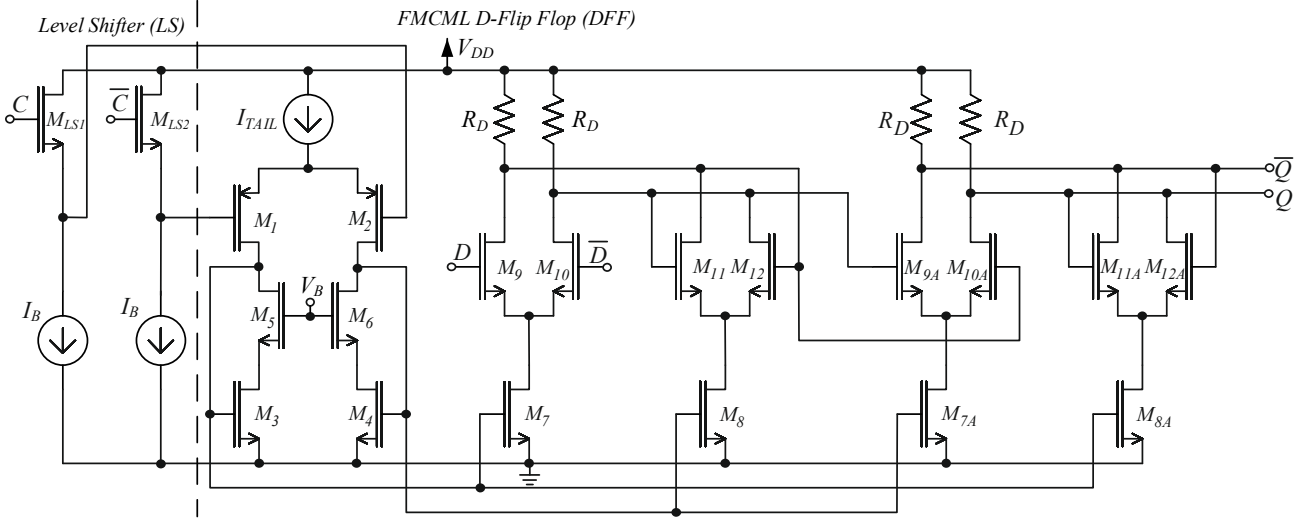 Level Shifter (LS)
FMCML D-Flip Flop (DFF)
V_DD
C
M_LS1
C̅
M_LS2
I_TAIL
R_D
R_D
R_D
R_D
Q̅
Q
M_1
M_2
D
M_9
M_10
D̅
M_11
M_12
M_9A
M_10A
M_11A
M_12A
I_B
I_B
V_B
M_5
M_6
M_3
M_4
M_7
M_8
M_7A
M_8A